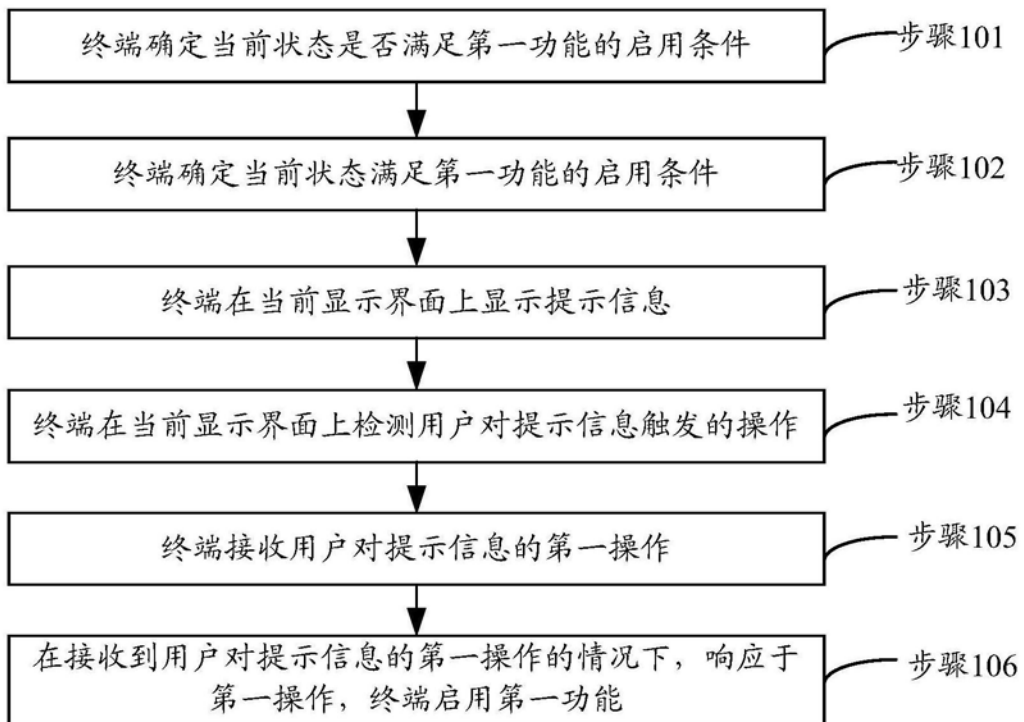 终端确定当前状态是否满足第一功能的启用条件
步骤101
终端确定当前状态满足第一功能的启用条件
步骤102
终端在当前显示界面上显示提示信息
步骤103
终端在当前显示界面上检测用户对提示信息触发的操作
步骤104
终端接收用户对提示信息的第一操作
步骤105
在接收到用户对提示信息的第一操作的情况下，响应于
第一操作，终端启用第一功能
步骤106